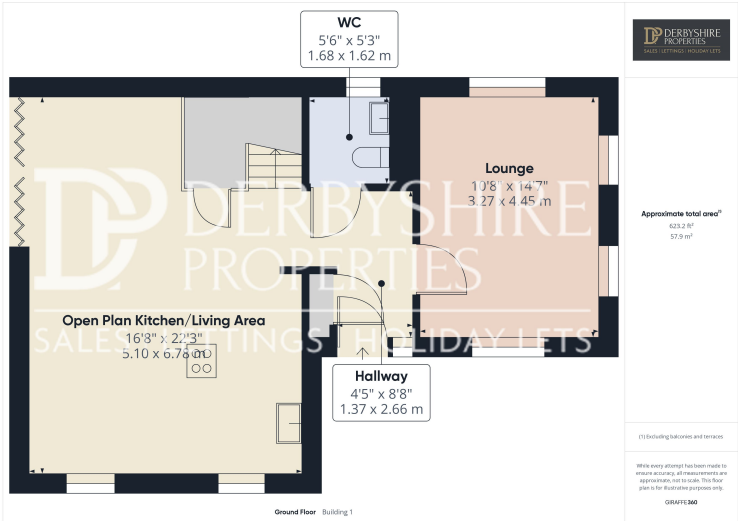 WC
5'6" x 5'3"
1.68 x 1.62 m
DERBYSHIRE
PROPERTIES
SALES | LETTINGS | HOLIDAY LETS
Lounge
10'8" x 14'7"
3.27 x 4.45 m
Open Plan Kitchen/Living Area
16'8" x 22'3"
5.10 x 6.78 m
Hallway
4'5" x 8'8"
1.37 x 2.66 m
Ground Floor Building 1
DP DERBYSHIRE
PROPERTIES
SALES | LETTINGS | HOLIDAY LETS
Approximate total area(1)
623.2 ft²
57.9 m²
(1) Excluding balconies and terraces
While every attempt has been made to
ensure accuracy, all measurements are
approximate, not to scale. This floor
plan is for illustrative purposes only.
GIRAFFE360